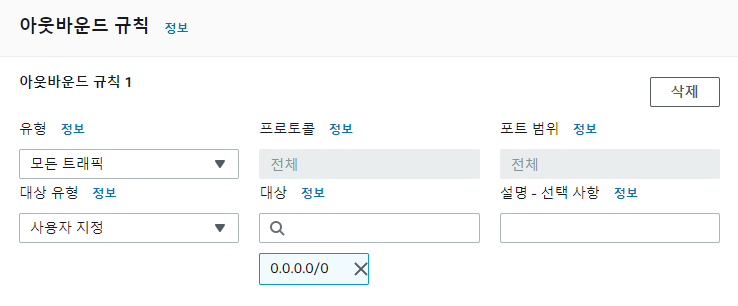 아웃바운드 규칙 정보
아웃바운드 규칙 1
삭제
유형 정보 프로토콜 정보 포트 범위 정보
모든 트래픽 전체 전체
대상 유형 정보 대상 정보 설명 - 선택 사항 정보
사용자 지정
0.0.0.0/0